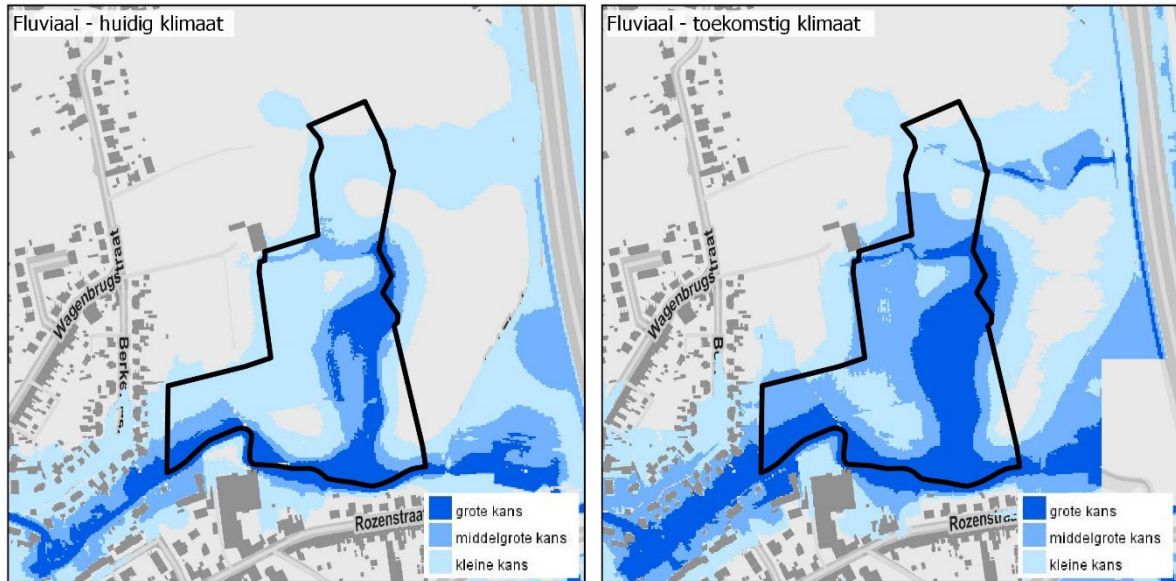 Fluviaal - huidig klimaat
Wagenbrugstraat
Rozenstraat
grote kans
middelgrote kans
kleine kans
Fluviaal - toekomstig klimaat
Wagenbrugstraat
grote kans
middelgrote kans
kleine kans